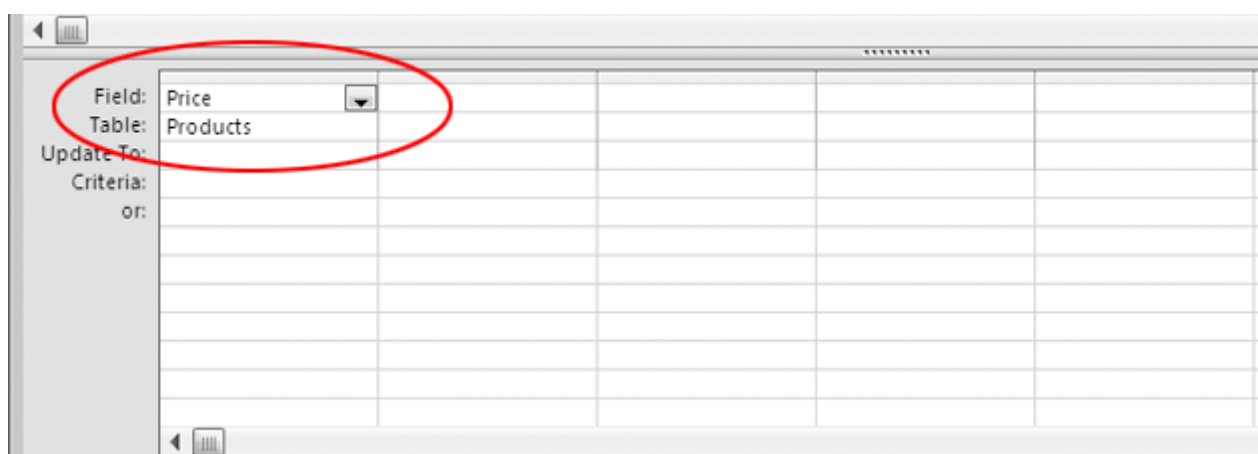 Field: Price
Table: Products
Update To:
Criteria:
or: